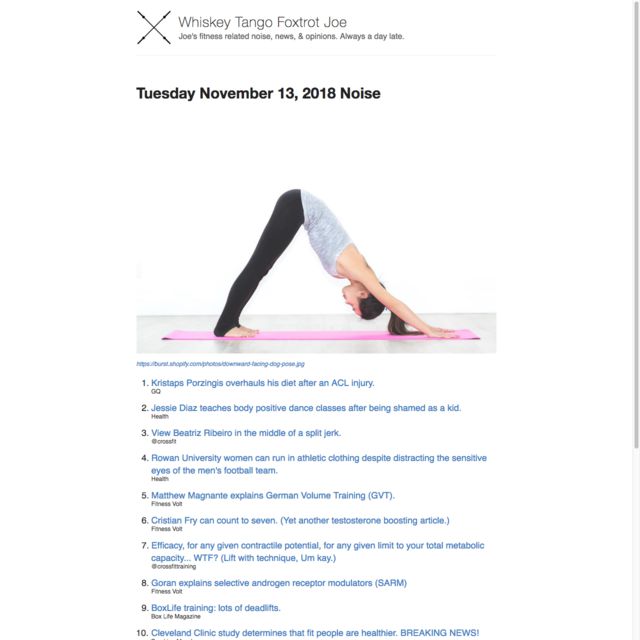 Whiskey Tango Foxtrot Joe
Joe's fitness related noise, news, & opinions. Always a day late.
Tuesday November 13, 2018 Noise
https://burst.shopify.com/photos/downward-facing-dog-pose.jpg
1. Kristaps Porzingis overhauls his diet after an ACL injury.
GQ
2. Jessie Diaz teaches body positive dance classes after being shamed as a kid.
Health
3. View Beatriz Ribeiro in the middle of a split jerk.
@crossfit
4. Rowan University women can run in athletic clothing despite distracting the sensitive
eyes of the men's football team.
Health
5. Matthew Magnante explains German Volume Training (GVT).
Fitness Volt
6. Cristian Fry can count to seven. (Yet another testosterone boosting article.)
Fitness Volt
7. Efficacy, for any given contractile potential, for any given limit to your total metabolic
capacity... WTF? (Lift with technique, Um kay.)
@crossfittraining
8. Goran explains selective androgen receptor modulators (SARM)
Fitness Volt
9. BoxLife training: lots of deadlifts.
Box Life Magazine
10. Cleveland Clinic study determines that fit people are healthier. BREAKING NEWS!